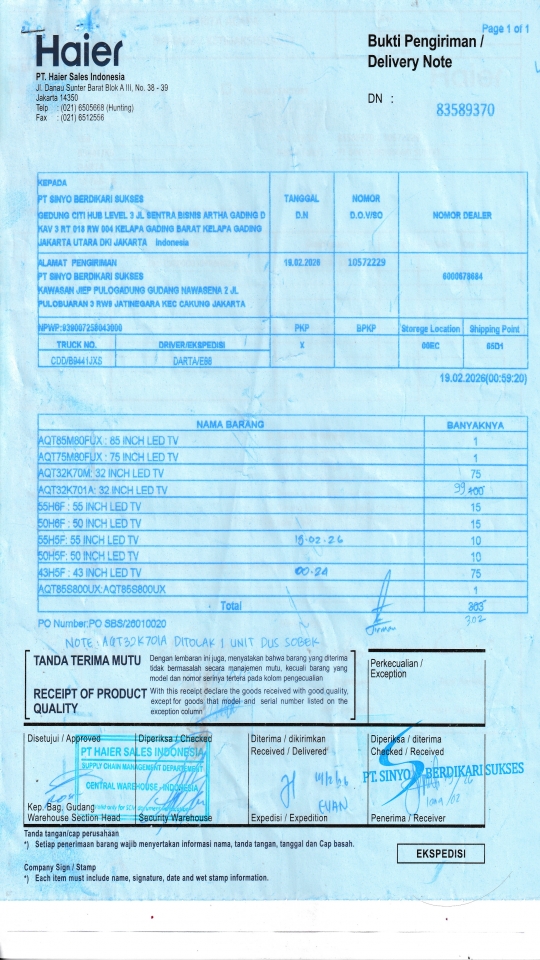 Page 1 of 1
Haier
Bukti Pengiriman /
Delivery Note
PT. Haier Sales Indonesia
Jl. Danau Sunter Barat Blok A III, No. 38 - 39
Jakarta 14350
Telp : (021) 6505668 (Hunting)
Fax : (021) 6512556
DN :
83589370
KEPADA
PT SINYO BERDIKARI SUKSES
GEDUNG CITI HUB LEVEL 3 JL SENTRA BISNIS ARTHA GADING D
KAV 3 RT 018 RW 004 KELAPA GADING BARAT KELAPA GADING
JAKARTA UTARA DKI JAKARTA Indonesia
TANGGAL
D.N
NOMOR
D.O.V/SO
NOMOR DEALER
ALAMAT PENGIRIMAN
PT SINYO BERDIKARI SUKSES
KAWASAN JIEP PULOGADUNG GUDANG NAWASENA 2 JL
PULOBUARAN 3 RW8 JATINEGARA KEC CAKUNG JAKARTA
19.02.2026
10572229
6000678684
NPWP:
PKP
BPKP
Storege Location
Shipping Point
TRUCK NO.
DRIVER/EKSPEDISI
X
00EC
85D1
CDD/B9441JXS
DARTA/E86
19.02.2026(00:59:20)
NAMA BARANG BANYAKNYA
AQT85M80FUX : 85 INCH LED TV 1
AQT75M80FUX : 75 INCH LED TV 1
AQT32K70M: 32 INCH LED TV 75
AQT32K701A: 32 INCH LED TV 99 100
55H6F : 55 INCH LED TV 15
50H6F : 50 INCH LED TV 15
55H5F: 55 INCH LED TV 19-02-26 10
50H5F: 50 INCH LED TV 10
43H5F : 43 INCH LED TV 00.24 75
AQT85S800UX:AQT85S800UX 1
Total 303
302
PO Number:PO SBS/26010020
NOTE : AQT32K701A DITOLAK 1 UNIT DUS SOBEK
TANDA TERIMA MUTU
Dengan lembaran ini juga, menyatakan bahwa barang yang diterima
tidak bermasalah secara manajemen mutu, kecuali barang yang
model dan nomor serinya tertera pada kolom pengecualian
RECEIPT OF PRODUCT
QUALITY
With this receipt declare the goods received with good quality,
except for goods that model and serial number listed on the
exception column
Perkecualian /
Exception
Disetujui / Approved
Diperiksa / Checked
Diterima / dikirimkan
Received / Delivered
Diperiksa / diterima
Checked / Received
PT HAIER SALES INDONESIA
SUPPLY CHAIN MANAGEMENT DEPARTEMENT
CENTRAL WAREHOUSE - INDONESIA
PT. SINYO BERDIKARI SUKSES
EVAN
Kep. Bag. Gudang
Warehouse Section Head
Security Warehouse
Expedisi / Expedition
Penerima / Receiver
Tanda tangan/cap perusahaan
*) Setiap penerimaan barang wajib menyertakan informasi nama, tanda tangan, tanggal dan Cap basah.
EKSPEDISI
Company Sign / Stamp
*) Each item must include name, signature, date and wet stamp information.